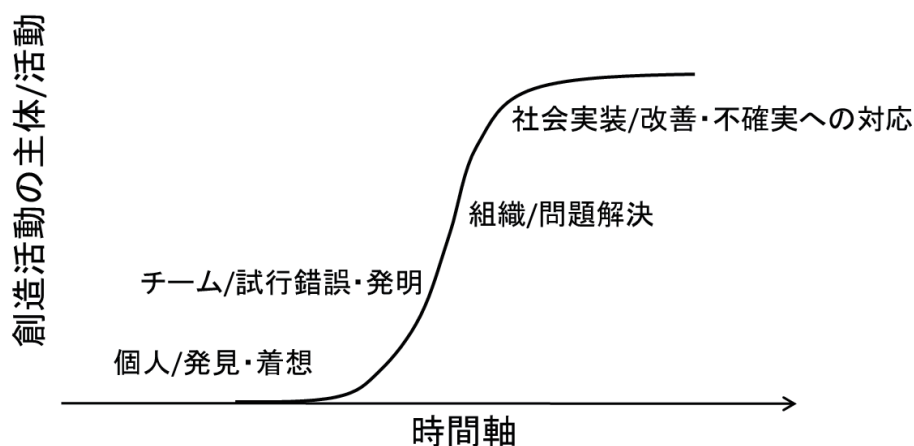 創造活動の主体/活動
社会実装/改善・不確実への対応
組織/問題解決
チーム/試行錯誤・発明
個人/発見・着想
時間軸